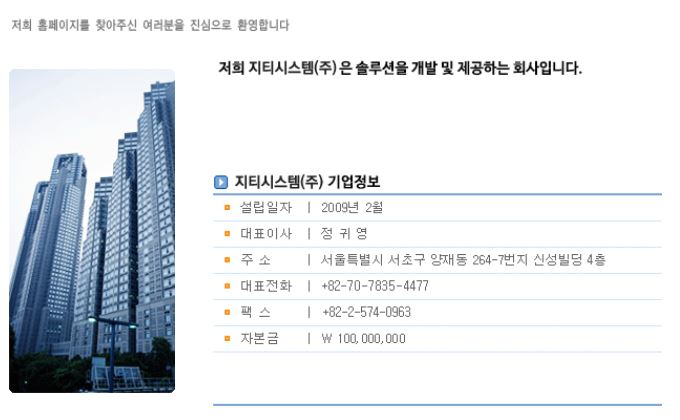 저희 홈페이지를 찾아주신 여러분을 진심으로 환영합니다
저희 지티시스템(주)은 솔루션을 개발 및 제공하는 회사입니다.
지티시스템(주) 기업정보
설립일자 | 2009년 2월
대표이사 | 정 귀 영
주 소 | 서울특별시 서초구 양재동 264-7번지 신성빌딩 4층
대표전화 | +82-70-7835-4477
팩 스 | +82-2-574-0963
자본금 | ₩ 100,000,000